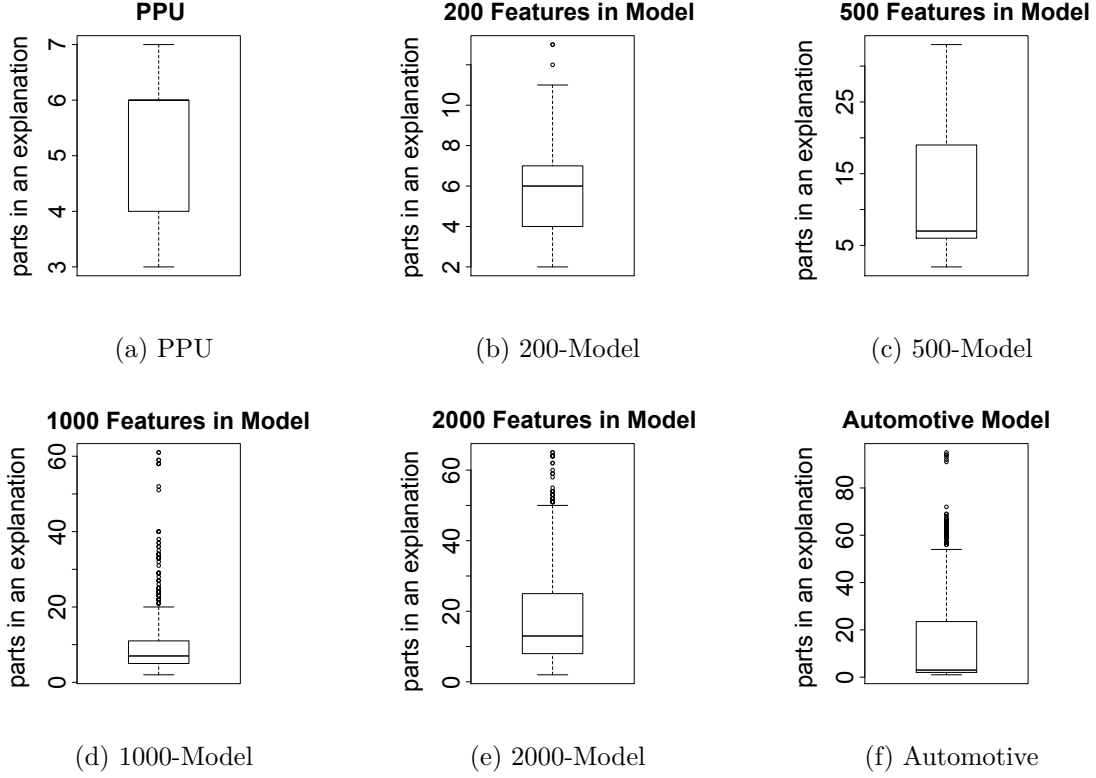 PPU
200 Features in Model
500 Features in Model
parts in an explanation
3 4 5 6 7
parts in an explanation
2 4 6 8 10
parts in an explanation
5 15 25
(a) PPU
(b) 200-Model
(c) 500-Model
1000 Features in Model
2000 Features in Model
Automotive Model
parts in an explanation
0 20 40 60
parts in an explanation
0 20 40 60
parts in an explanation
0 20 40 60 80
(d) 1000-Model
(e) 2000-Model
(f) Automotive